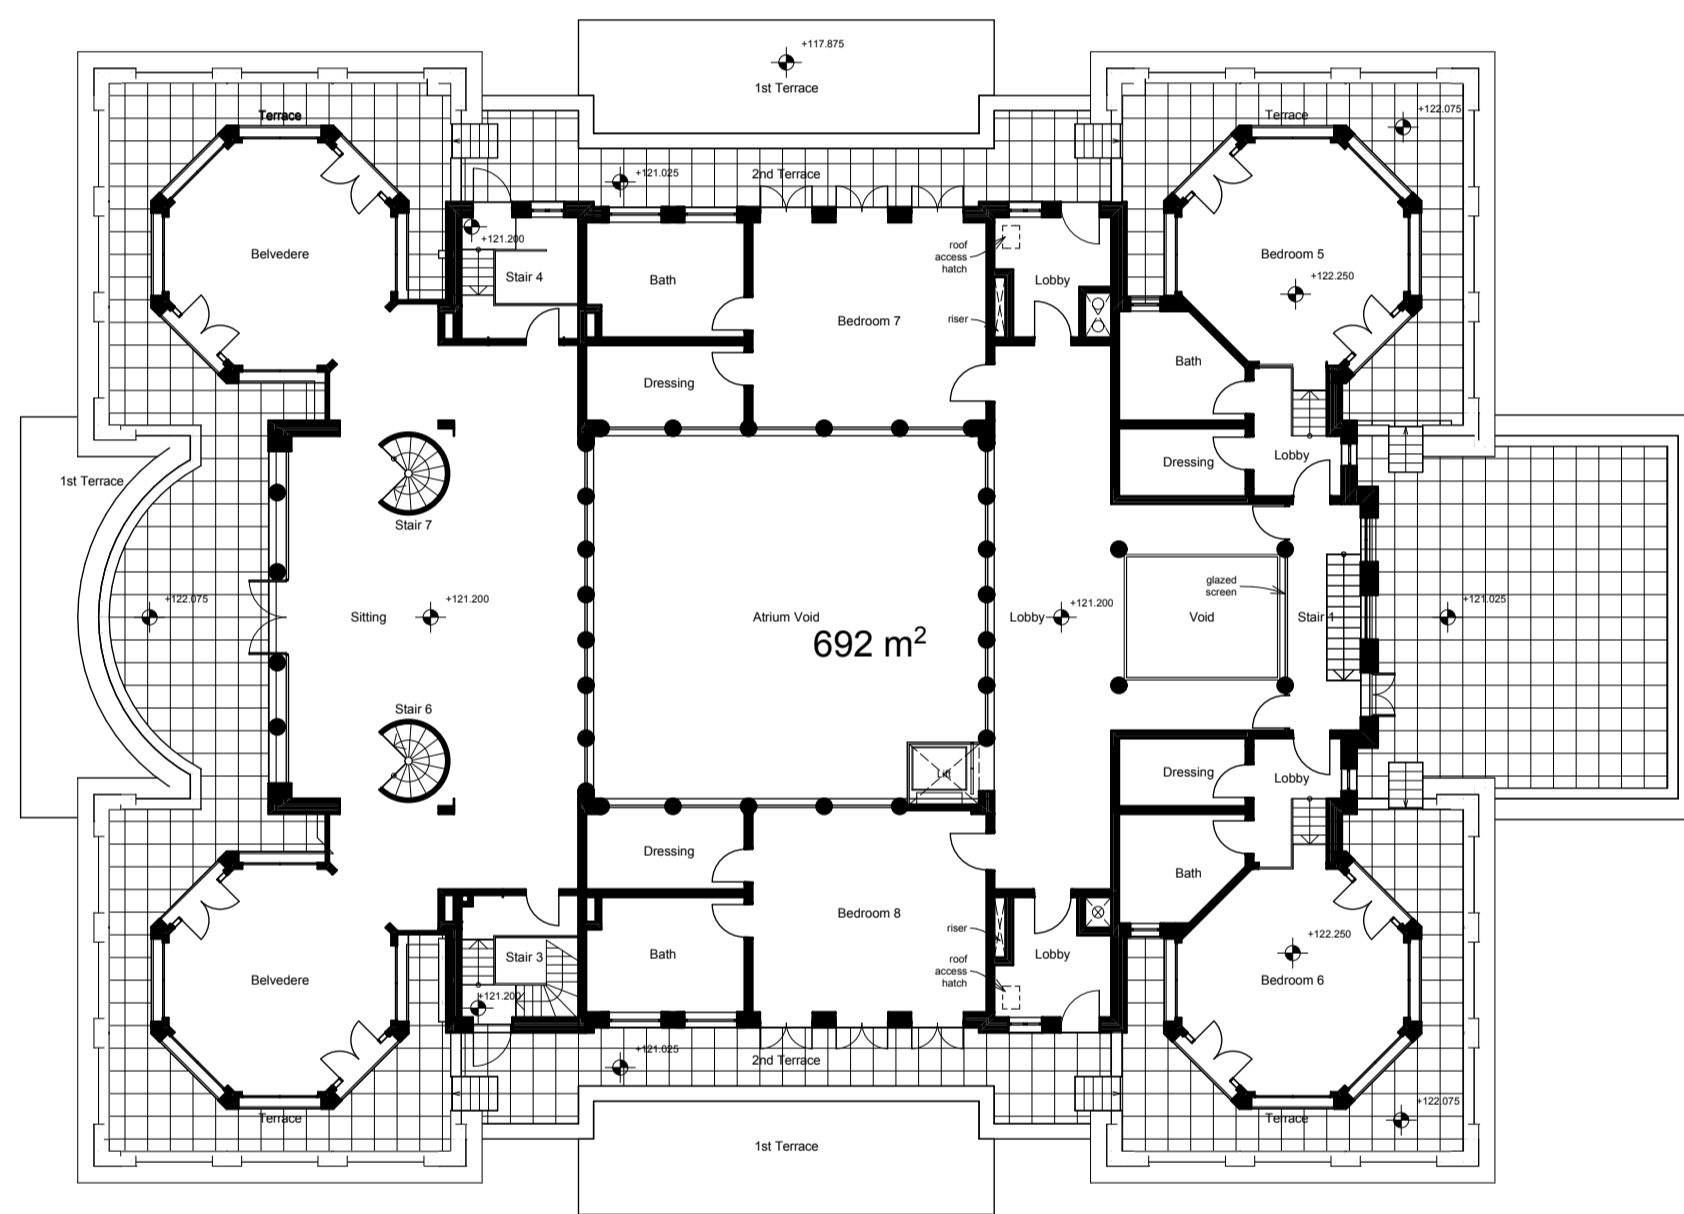 +117.875
1st Terrace
Terrace
+122.075
Terrace
+121.025
2nd Terrace
+121.200
Belvedere
Stair 4
Bath
Bedroom 7
roof
access
hatch
Lobby
riser
Bedroom 5
+122.250
Dressing
Bath
1st Terrace
Stair 7
Dressing
Lobby
+122.075
Sitting
+121.200
Atrium Void
692 m²
Lobby
+121.200
glazed
screen
Void
Stair 1
+121.025
Stair 6
Lift
Dressing
Lobby
Dressing
Bath
Bedroom 8
riser
roof
access
hatch
Lobby
Stair 3
+121.200
Bath
Belvedere
+122.250
Bedroom 6
+121.025
2nd Terrace
Terrace
1st Terrace
Terrace
+122.075